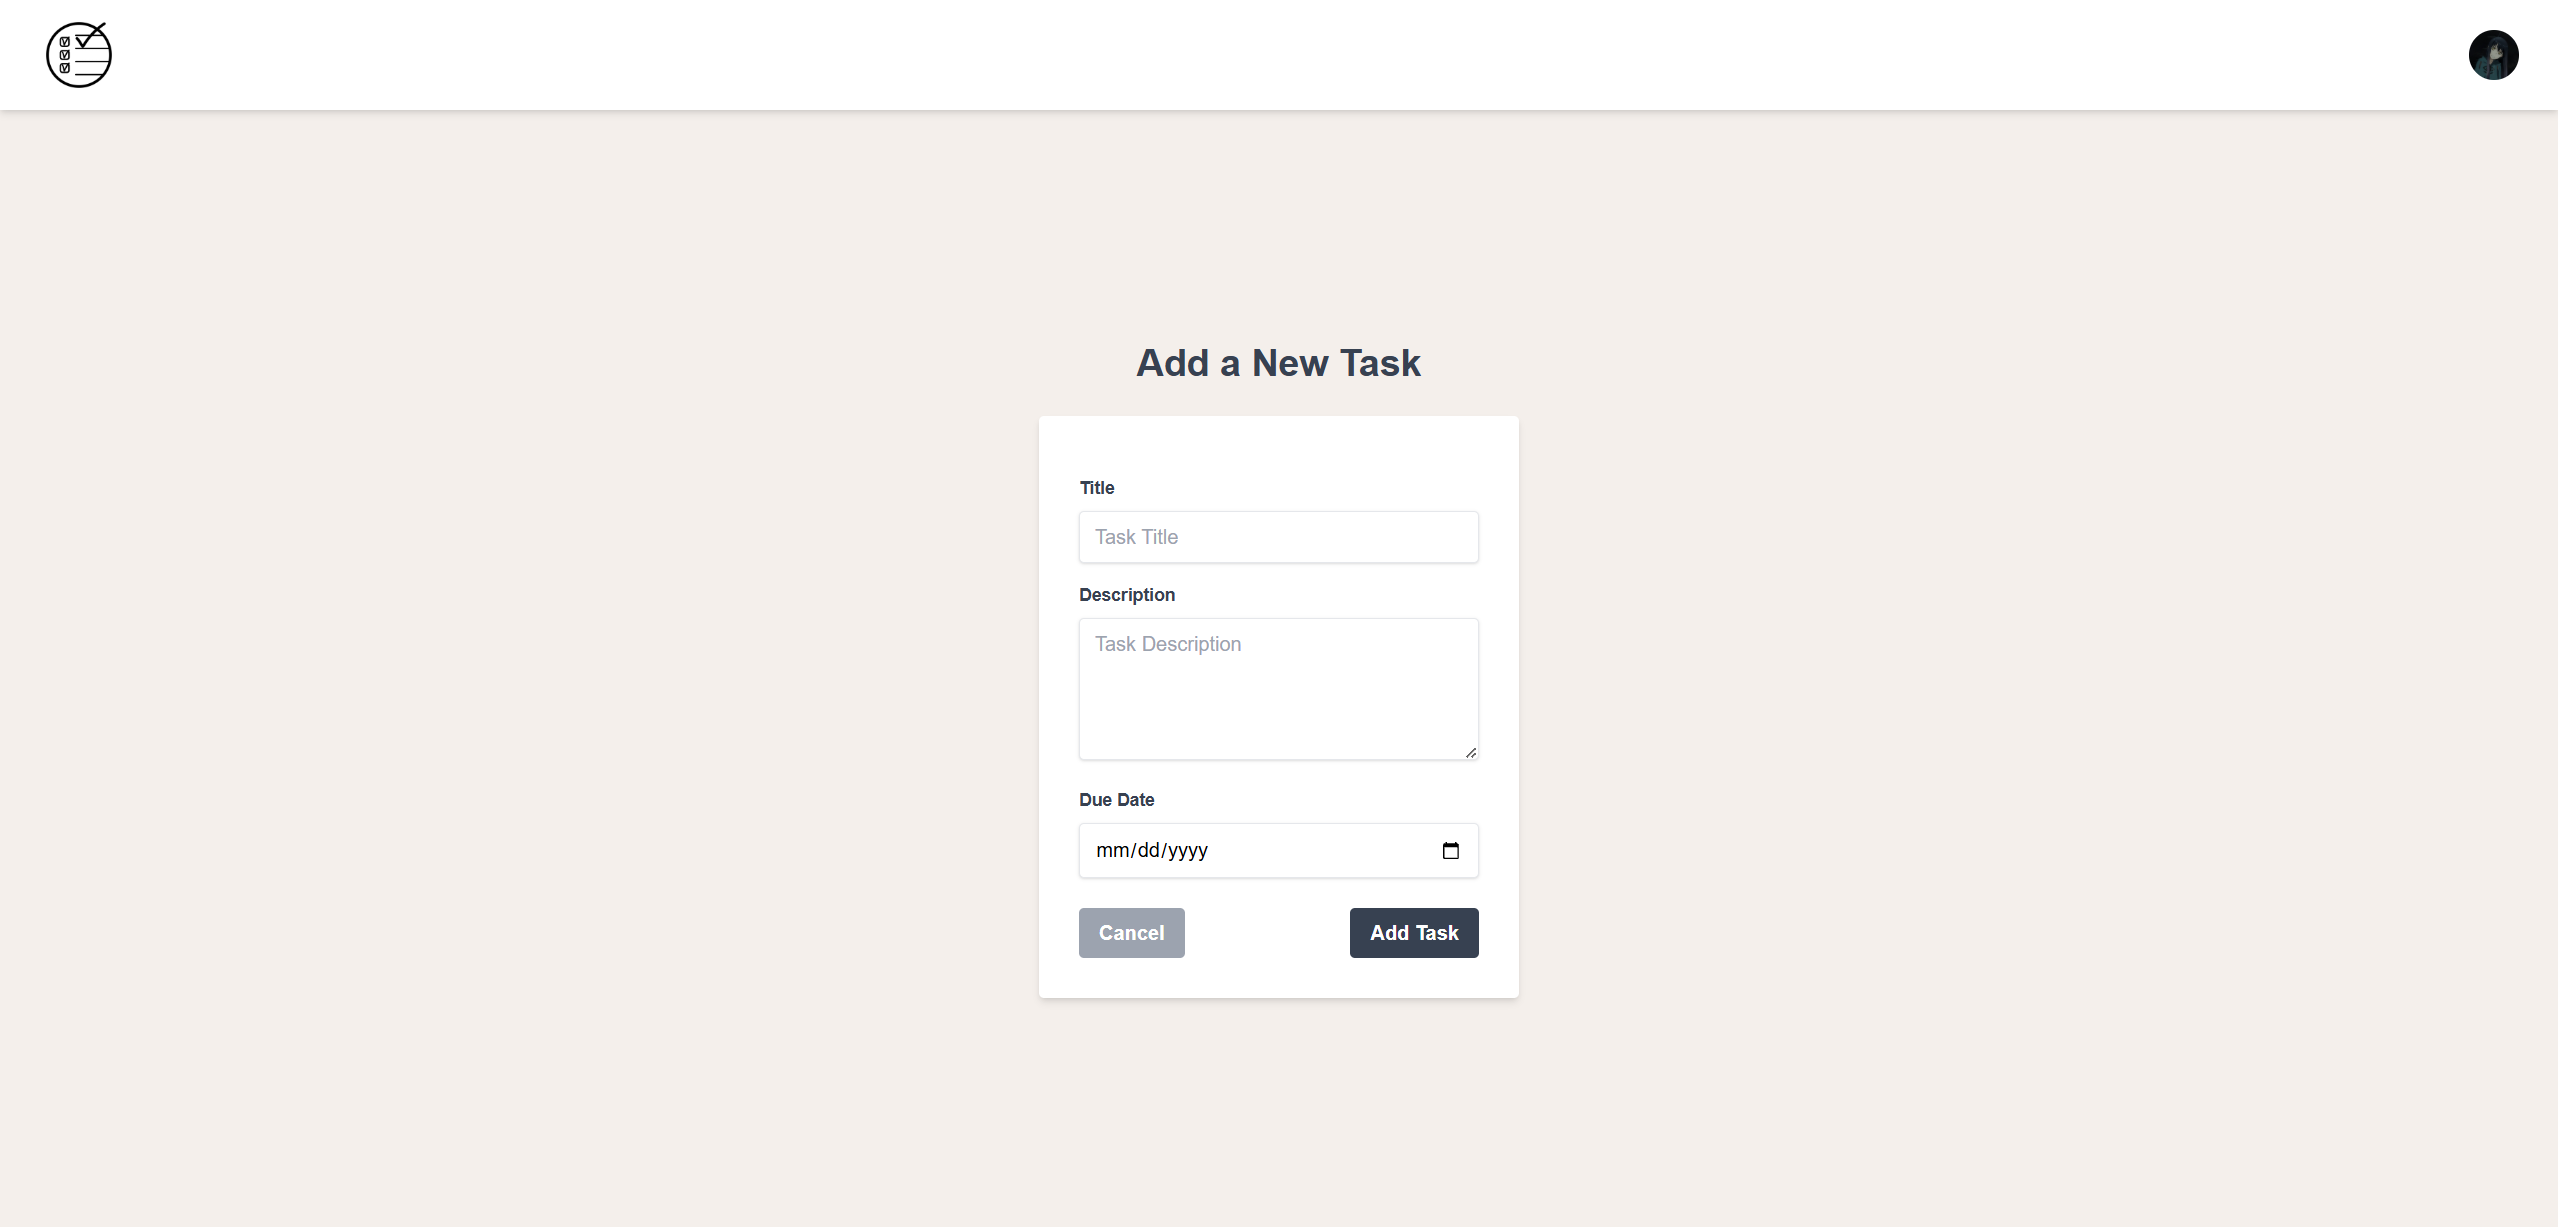 Add a New Task
Title
Task Title
Description
Task Description
Due Date
mm/dd/yyyy
Cancel
Add Task